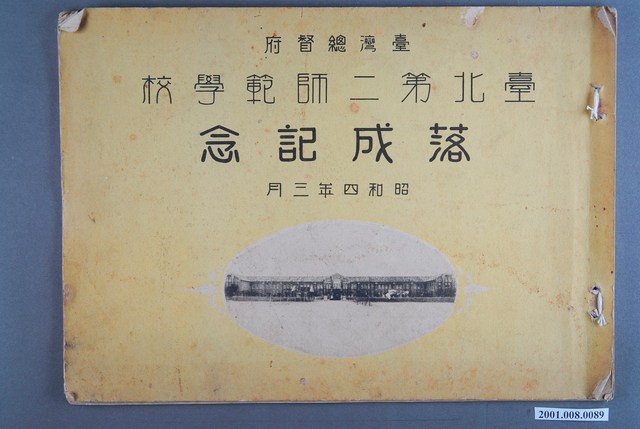 臺灣總督府
臺北第二師範學校
落成記念
昭和四年三月
2001.008.0089